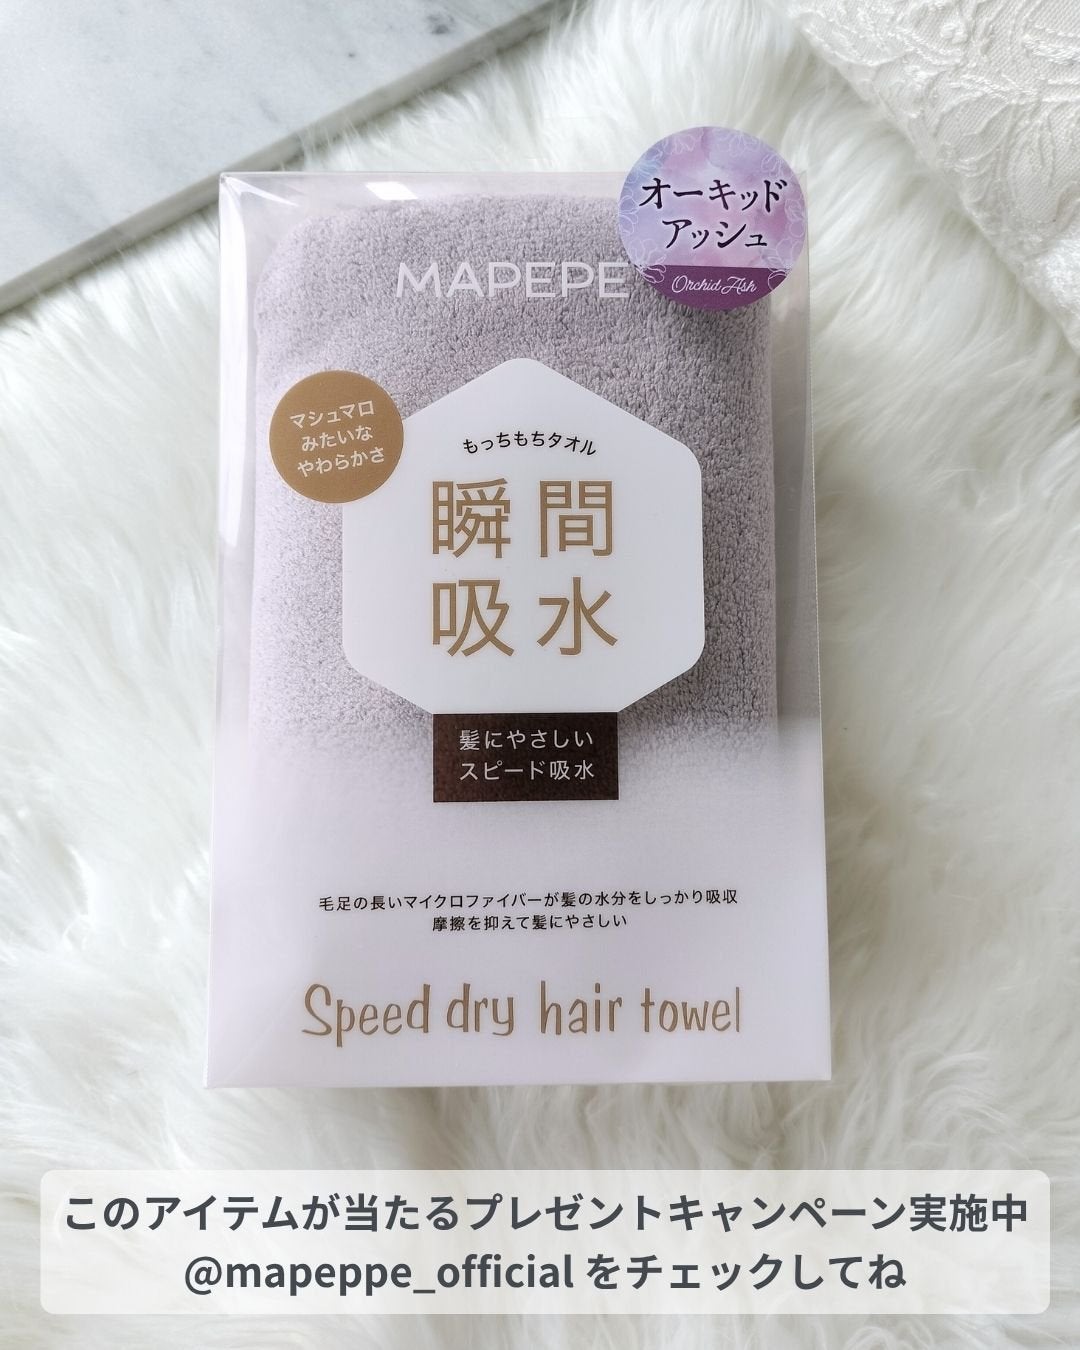 オーキッド
アッシュ
Orchid Ash
MAPEPE
マシュマロ
みたいな
やわらかさ
もっちもちタオル
瞬間
吸水
髪にやさしい
スピード吸水
毛足の長いマイクロファイバーが髪の水分をしっかり吸収
摩擦を抑えて髪にやさしい
Speed dry hair towel
このアイテムが当たるプレゼントキャンペーン実施中
@mapeppe_official をチェックしてね